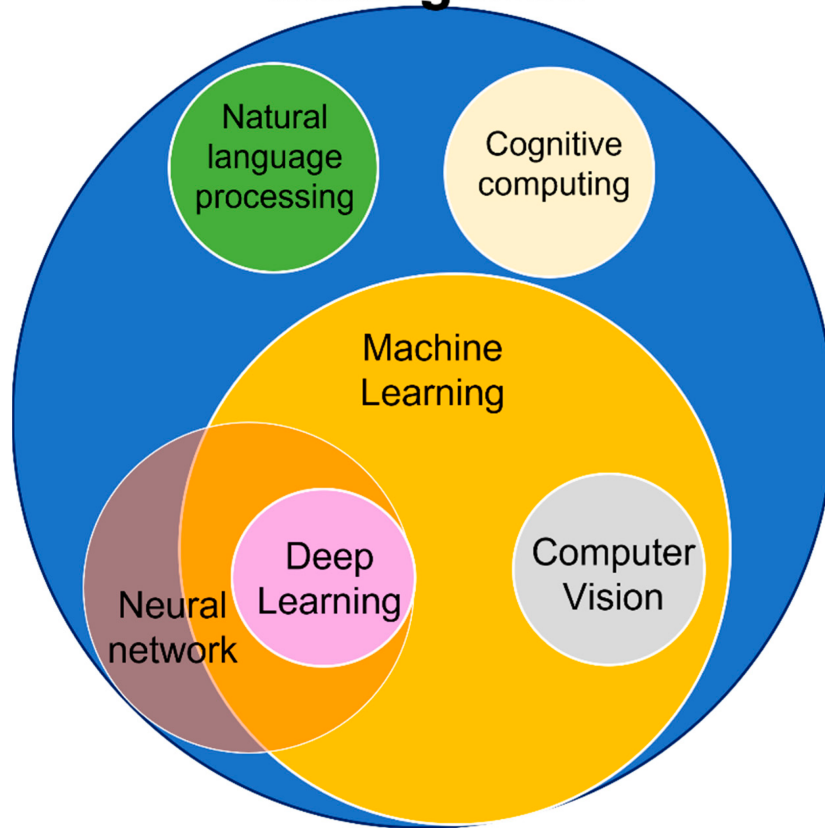 Natural
language
processing
Cognitive
computing
Machine
Learning
Deep
Learning
Computer
Vision
Neural
network